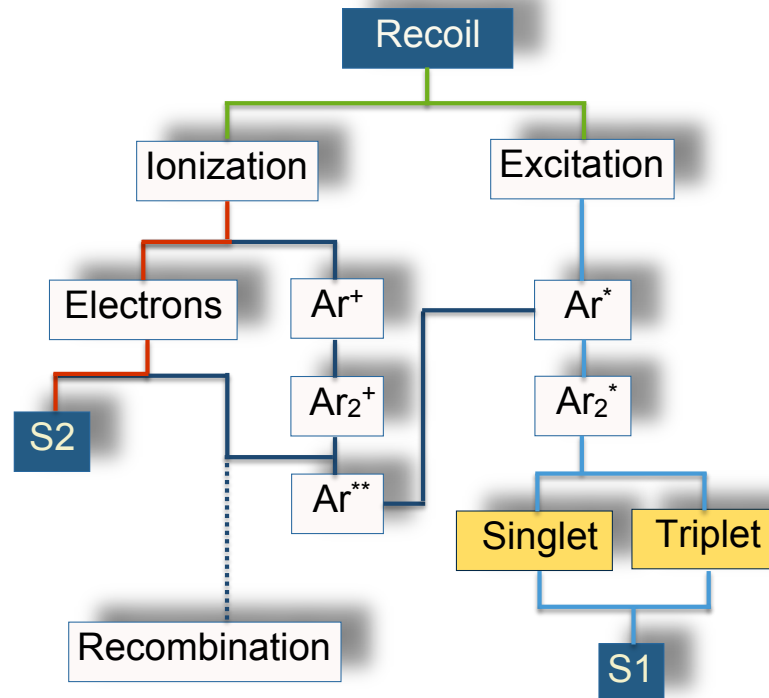 Recoil
Ionization
Excitation
Electrons
Ar⁺
Ar*
Ar₂⁺
Ar₂*
S2
Ar**
Singlet
Triplet
Recombination
S1